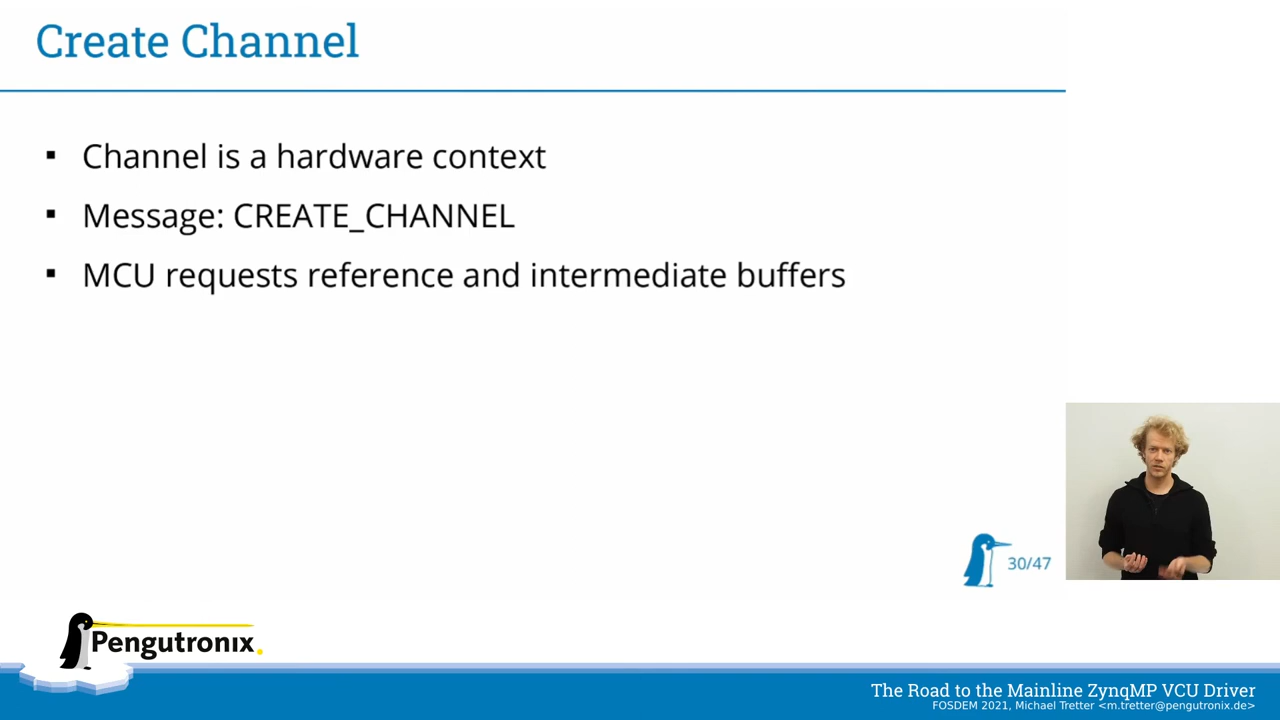 Create Channel
▪ Channel is a hardware context
▪ Message: CREATE_CHANNEL
▪ MCU requests reference and intermediate buffers
30/47
Pengutronix.
The Road to the Mainline ZynqMP VCU Driver
FOSDEM 2021, Michael Tretter <m.tretter@pengutronix.de>